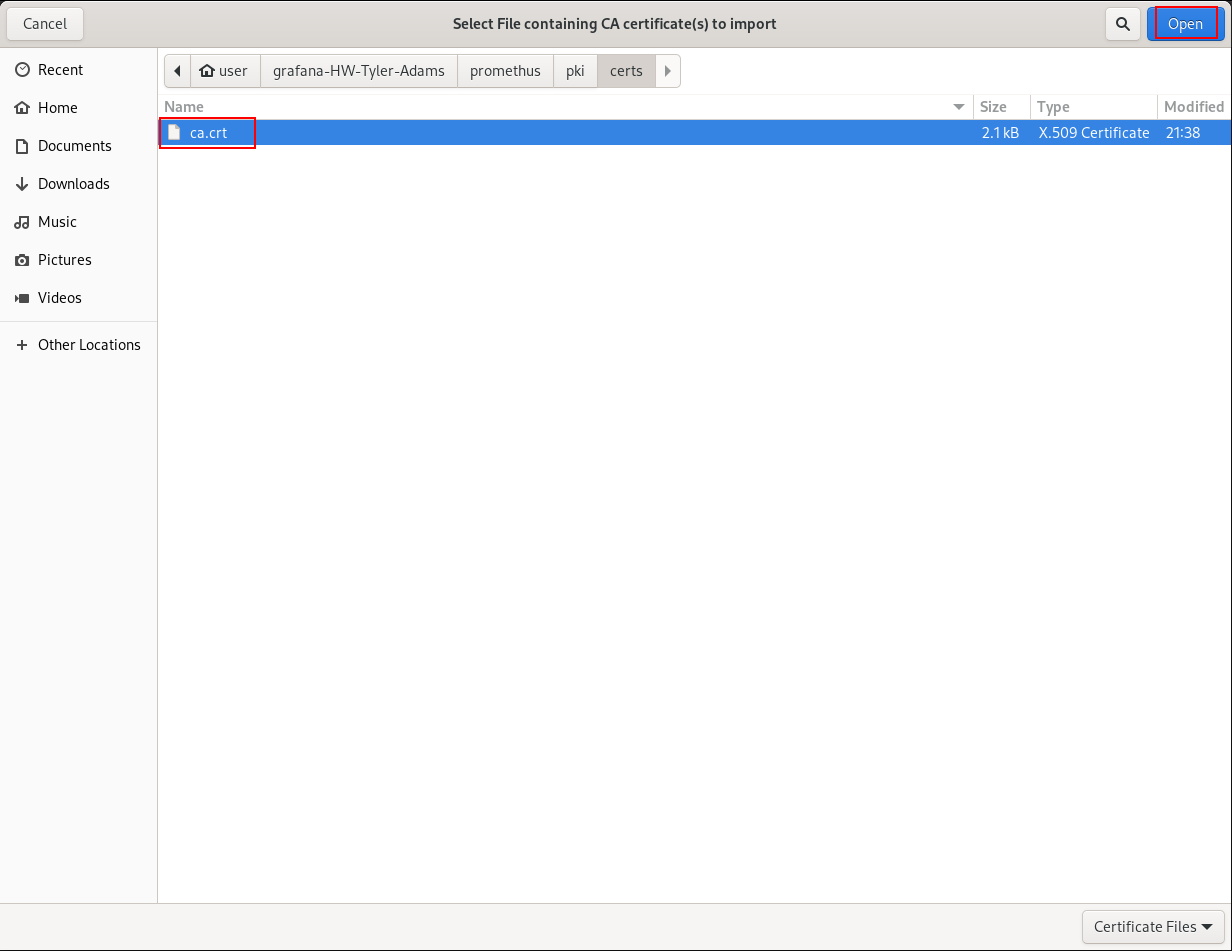 Cancel
Select File containing CA certificate(s) to import
Open
Recent
Home
Documents
Downloads
Music
Pictures
Videos
Other Locations
user grafana-HW-Tyler-Adams promethus pki certs
Name Size Type Modified
ca.crt 2.1 kB X.509 Certificate 21:38
Certificate Files